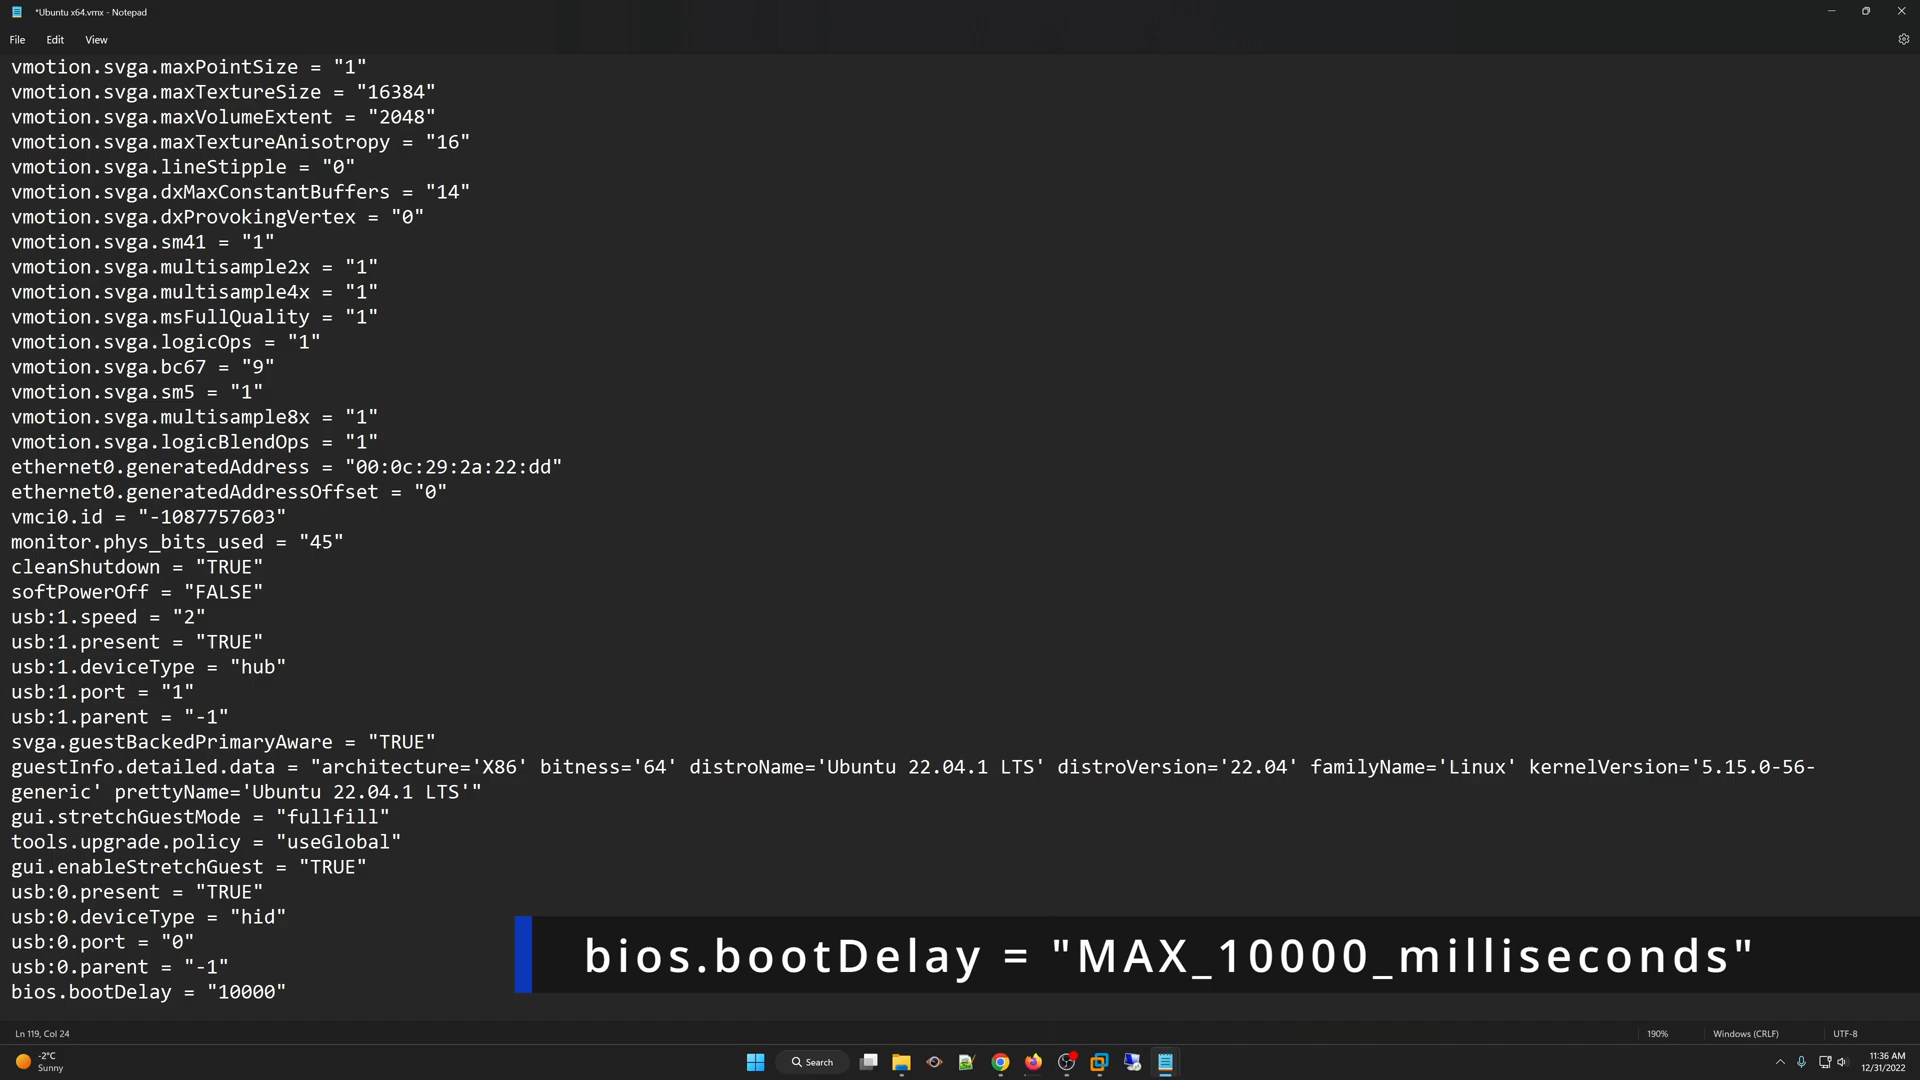 *Ubuntu x64.vmx - Notepad
File Edit View
vmotion.svga.maxPointSize = "1"
vmotion.svga.maxTextureSize = "16384"
vmotion.svga.maxVolumeExtent = "2048"
vmotion.svga.maxTextureAnisotropy = "16"
vmotion.svga.lineStipple = "0"
vmotion.svga.dxMaxConstantBuffers = "14"
vmotion.svga.dxProvokingVertex = "0"
vmotion.svga.sm41 = "1"
vmotion.svga.multisample2x = "1"
vmotion.svga.multisample4x = "1"
vmotion.svga.msFullQuality = "1"
vmotion.svga.logicOps = "1"
vmotion.svga.bc67 = "9"
vmotion.svga.sm5 = "1"
vmotion.svga.multisample8x = "1"
vmotion.svga.logicBlendOps = "1"
ethernet0.generatedAddress = "00:0c:29:2a:22:dd"
ethernet0.generatedAddressOffset = "0"
vmci0.id = "-1087757603"
monitor.phys_bits_used = "45"
cleanShutdown = "TRUE"
softPowerOff = "FALSE"
usb:1.speed = "2"
usb:1.present = "TRUE"
usb:1.deviceType = "hub"
usb:1.port = "1"
usb:1.parent = "-1"
svga.guestBackedPrimaryAware = "TRUE"
guestInfo.detailed.data = "architecture='X86' bitness='64' distroName='Ubuntu 22.04.1 LTS' distroVersion='22.04' familyName='Linux' kernelVersion='5.15.0-56-
generic' prettyName='Ubuntu 22.04.1 LTS'"
gui.stretchGuestMode = "fullfill"
tools.upgrade.policy = "useGlobal"
gui.enableStretchGuest = "TRUE"
usb:0.present = "TRUE"
usb:0.deviceType = "hid"
usb:0.port = "0"
usb:0.parent = "-1"
bios.bootDelay = "10000"
bios.bootDelay = "MAX_10000_milliseconds"
Ln 119, Col 24 190% Windows (CRLF) UTF-8
-2°C
Sunny
Search
11:36 AM
12/31/2022